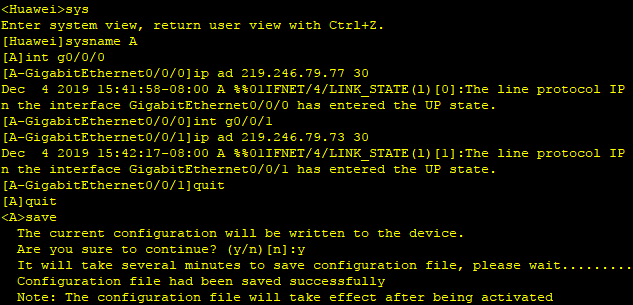 <Huawei>sys
Enter system view, return user view with Ctrl+Z.
[Huawei]sysname A
[A]int g0/0/0
[A-GigabitEthernet0/0/0]ip ad 219.246.79.77 30
Dec  4 2019 15:41:58-08:00 A %%01IFNET/4/LINK_STATE(l)[0]:The line protocol IP
n the interface GigabitEthernet0/0/0 has entered the UP state.
[A-GigabitEthernet0/0/0]int g0/0/1
[A-GigabitEthernet0/0/1]ip ad 219.246.79.73 30
Dec  4 2019 15:42:17-08:00 A %%01IFNET/4/LINK_STATE(l)[1]:The line protocol IP
n the interface GigabitEthernet0/0/1 has entered the UP state.
[A-GigabitEthernet0/0/1]quit
[A]quit
<A>save
  The current configuration will be written to the device.
  Are you sure to continue? (y/n)[n]:y
  It will take several minutes to save configuration file, please wait.........
  Configuration file had been saved successfully
  Note: The configuration file will take effect after being activated